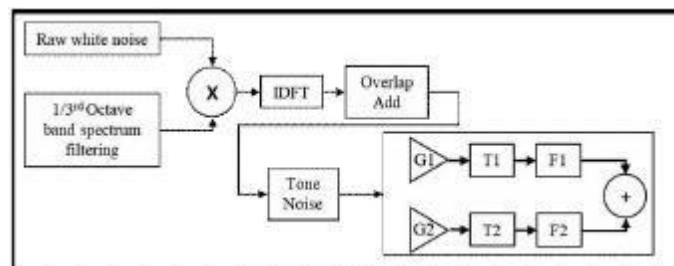 Raw white noise
1/3rd Octave
band spectrum
filtering
X
IDFT
Overlap
Add
Tone
Noise
G1
T1
F1
G2
T2
F2
+